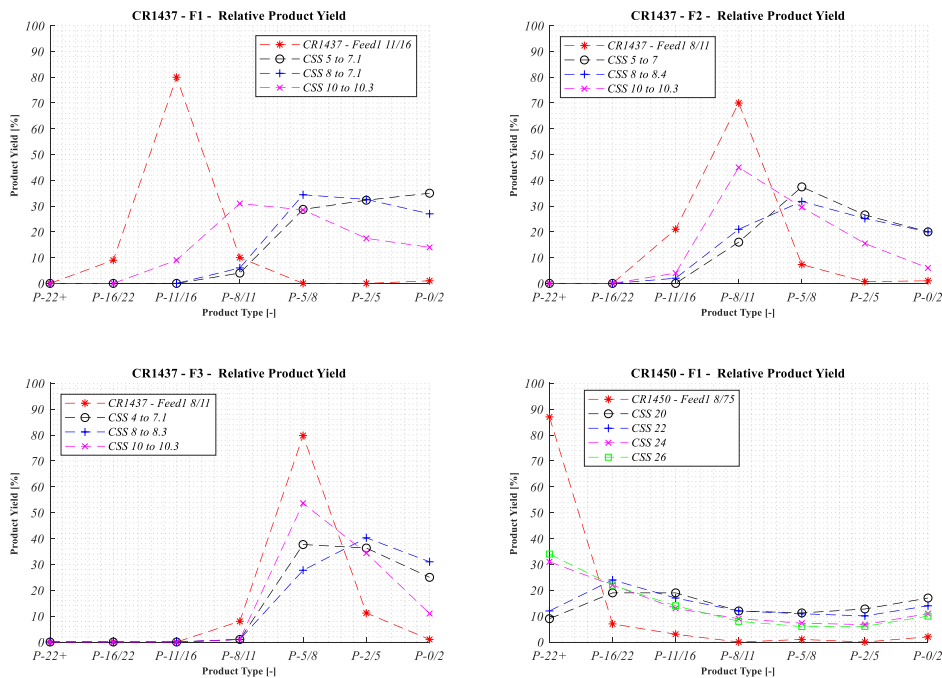 CR1437 - F1 - Relative Product Yield
100
90
80
70
60
50
40
30
20
10
0
Product Yield [%]
CR1437 - Feed1 11/16
CSS 5 to 7.1
CSS 8 to 7.1
CSS 10 to 10.3
P-22+ P-16/22 P-11/16 P-8/11 P-5/8 P-2/5 P-0/2
Product Type [-]
CR1437 - F2 - Relative Product Yield
100
90
80
70
60
50
40
30
20
10
0
Product Yield [%]
CR1437 - Feed1 8/11
CSS 5 to 7
CSS 8 to 8.4
CSS 10 to 10.3
P-22+ P-16/22 P-11/16 P-8/11 P-5/8 P-2/5 P-0/2
Product Type [-]
CR1437 - F3 - Relative Product Yield
100
90
80
70
60
50
40
30
20
10
0
Product Yield [%]
CR1437 - Feed1 8/11
CSS 4 to 7.1
CSS 8 to 8.3
CSS 10 to 10.3
P-22+ P-16/22 P-11/16 P-8/11 P-5/8 P-2/5 P-0/2
Product Type [-]
CR1450 - F1 - Relative Product Yield
100
90
80
70
60
50
40
30
20
10
0
Product Yield [%]
CR1450 - Feed1 8/75
CSS 20
CSS 22
CSS 24
CSS 26
P-22+ P-16/22 P-11/16 P-8/11 P-5/8 P-2/5 P-0/2
Product Type [-]